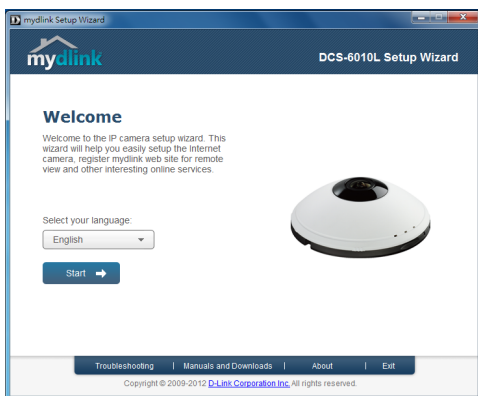 mydlink Setup Wizard
mydlink
DCS-6010L Setup Wizard
Welcome
Welcome to the IP camera setup wizard. This
wizard will help you easily setup the Internet
camera, register mydlink web site for remote
view and other interesting online services.
Select your language:
English
Start
Troubleshooting | Manuals and Downloads | About | Exit
Copyright © 2009-2012 D-Link Corporation Inc. All rights reserved.